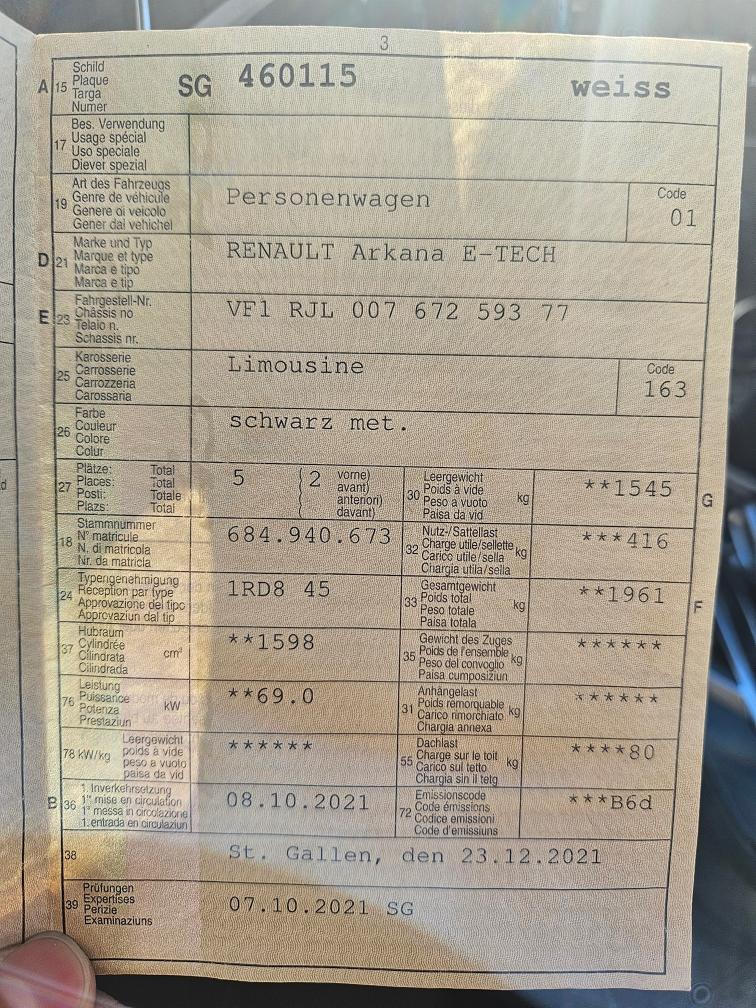 3
A 15 Schild
Plaque
Targa
Numer
SG 460115 weiss
17 Bes. Verwendung
Usage spécial
Uso speciale
Diever spezial
19 Art des Fahrzeugs
Genre de véhicule
Genere di veicolo
Gener dal vehichel
Personenwagen
Code
01
D 21 Marke und Typ
Marque et type
Marca e tipo
Marca e tip
RENAULT Arkana E-TECH
E 23 Fahrgestell-Nr.
Châssis no
Telaio n.
Schassis nr.
VF1 RJL 007 672 593 77
25 Karosserie
Carrosserie
Carrozzeria
Carossaria
Limousine
Code
163
26 Farbe
Couleur
Colore
Colur
schwarz met.
27 Plätze: Total
Places: Total
Posti: Totale
Plazs: Total
5 2 vorne)
avant)
anteriori)
davant)
30 Leergewicht
Poids à vide
Peso a vuoto
Paisa da vid
kg
**1545
G
18 Stammnummer
N° matricule
N. di matricola
Nr. da matricla
684.940.673
32 Nutz-/Sattellast
Charge utile/sellette
Carico utile/sella
Chargia utila/sella
kg
***416
24 Typengenehmigung
Réception par type
Approvazione del tipo
Approvaziun dal tip
1RD8 45
33 Gesamtgewicht
Poids total
Peso totale
Paisa totala
kg
**1961
F
37 Hubraum
Cylindrée
Cilindrata
Cilindrada
cm³
**1598
35 Gewicht des Zuges
Poids de l'ensemble
Peso del convoglio
Paisa cumposiziun
kg
******
76 Leistung
Puissance
Potenza
Prestaziun
kW
**69.0
31 Anhängelast
Poids remorquable
Carico rimorchiato
Chargia annexa
kg
******
78 kW/kg Leergewicht
poids à vide
peso a vuoto
paisa da vid
******
55 Dachlast
Charge sur le toit
Carico sul tetto
Chargia sin il tetg
kg
****80
B 36 1. Inverkehrsetzung
1re mise en circulation
1a messa in circolazione
1. entrada en circulaziun
08.10.2021
72 Emissionscode
Code émissions
Codice emissioni
Code d'emissiuns
***B6d
38
St. Gallen, den 23.12.2021
39 Prüfungen
Expertises
Perizie
Examinaziuns
07.10.2021 SG